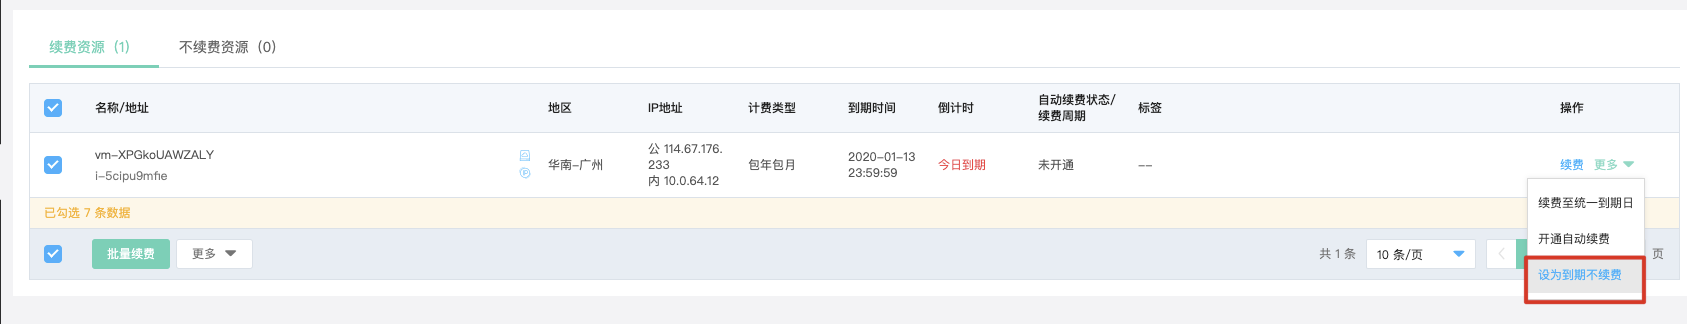 续费资源（1） 不续费资源（0）
名称/地址 地区 IP地址 计费类型 到期时间 倒计时 自动续费状态/ 标签 操作
续费周期
vm-XPGkoUAWZALY
i-5cipu9mfie
华南-广州
公 114.67.176.
233
内 10.0.64.12
包年包月
2020-01-13
23:59:59
今日到期
未开通
--
续费 更多
续费至统一到期日
开通自动续费
设为到期不续费
已勾选 7 条数据
批量续费 更多 共 1 条 10 条/页 页